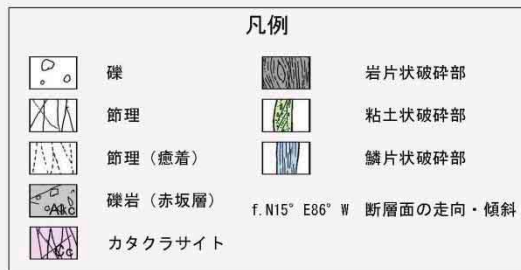 凡例
礫
節理
節理（癒着）
Akc 礫岩（赤坂層）
Cc カタクラサイト
岩片状破砕部
粘土状破砕部
鱗片状破砕部
f.N15° E86° W 断層面の走向・傾斜